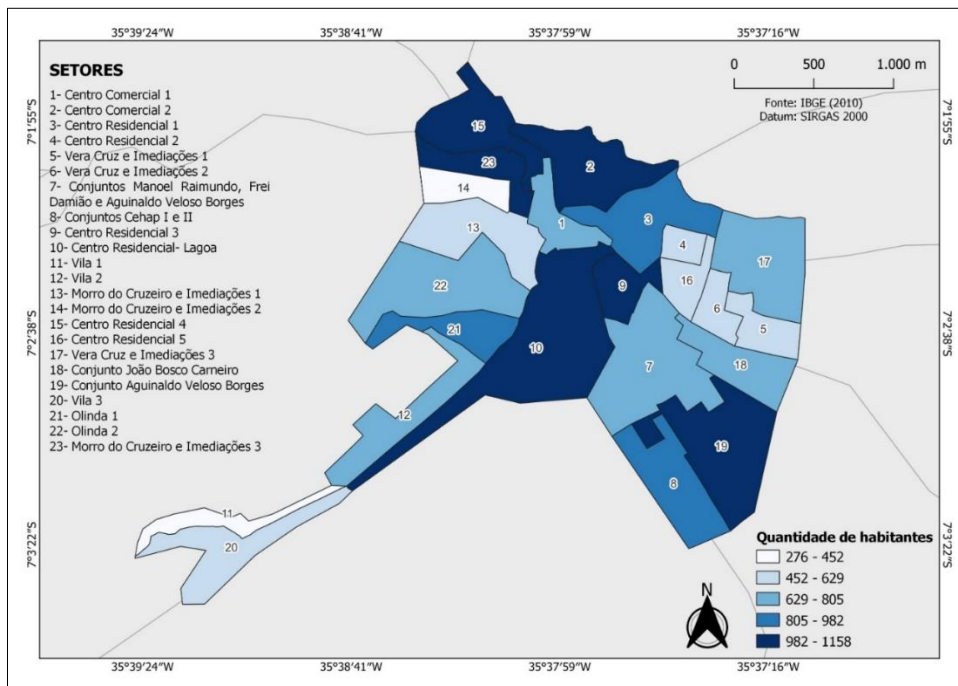 35°39'24"W 35°38'41"W 35°37'59"W 35°37'16"W
SETORES
1- Centro Comercial 1
2- Centro Comercial 2
3- Centro Residencial 1
4- Centro Residencial 2
5- Vera Cruz e Imediações 1
6- Vera Cruz e Imediações 2
7- Conjuntos Manoel Raimundo, Frei
Damião e Aguinaldo Veloso Borges
8- Conjuntos Cehap I e II
9- Centro Residencial 3
10- Centro Residencial- Lagoa
11- Vila 1
12- Vila 2
13- Morro do Cruzeiro e Imediações 1
14- Morro do Cruzeiro e Imediações 2
15- Centro Residencial 4
16- Centro Residencial 5
17- Vera Cruz e Imediações 3
18- Conjunto João Bosco Carneiro
19- Conjunto Aguinaldo Veloso Borges
20- Vila 3
21- Olinda 1
22- Olinda 2
23- Morro do Cruzeiro e Imediações 3
0 500 1.000 m
Fonte: IBGE (2010)
Datum: SIRGAS 2000
7°1'55"S
7°2'38"S
7°3'22"S
7°1'55"S
7°2'38"S
7°3'22"S
15
23
2
14
1
3
13
4
17
16
22
9
6
5
21
10
7
18
12
19
8
11
20
N
Quantidade de habitantes
276 - 452
452 - 629
629 - 805
805 - 982
982 - 1158
35°39'24"W 35°38'41"W 35°37'59"W 35°37'16"W